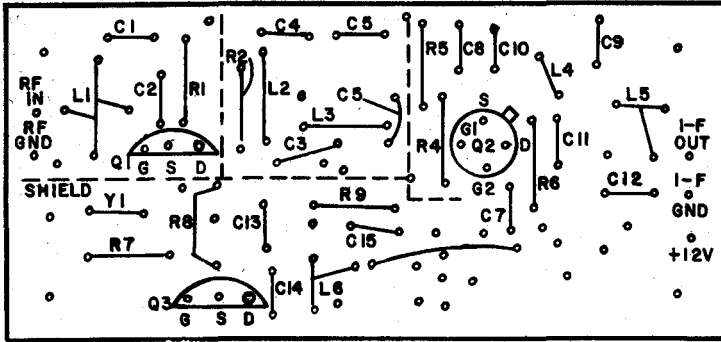 C1 C4 C5 R5 C8 C10 C9
RF IN L1 C2 R1 R2 L2 L3 C5 L4 L5
RF GND C3 R4 S G1 Q2 D G2 R6 C11 I-F OUT
Q1 G S D
SHIELD Y1 R8 C13 R9 C7 C12 I-F GND
R7 C15 +12V
Q3 G S D C14 L6